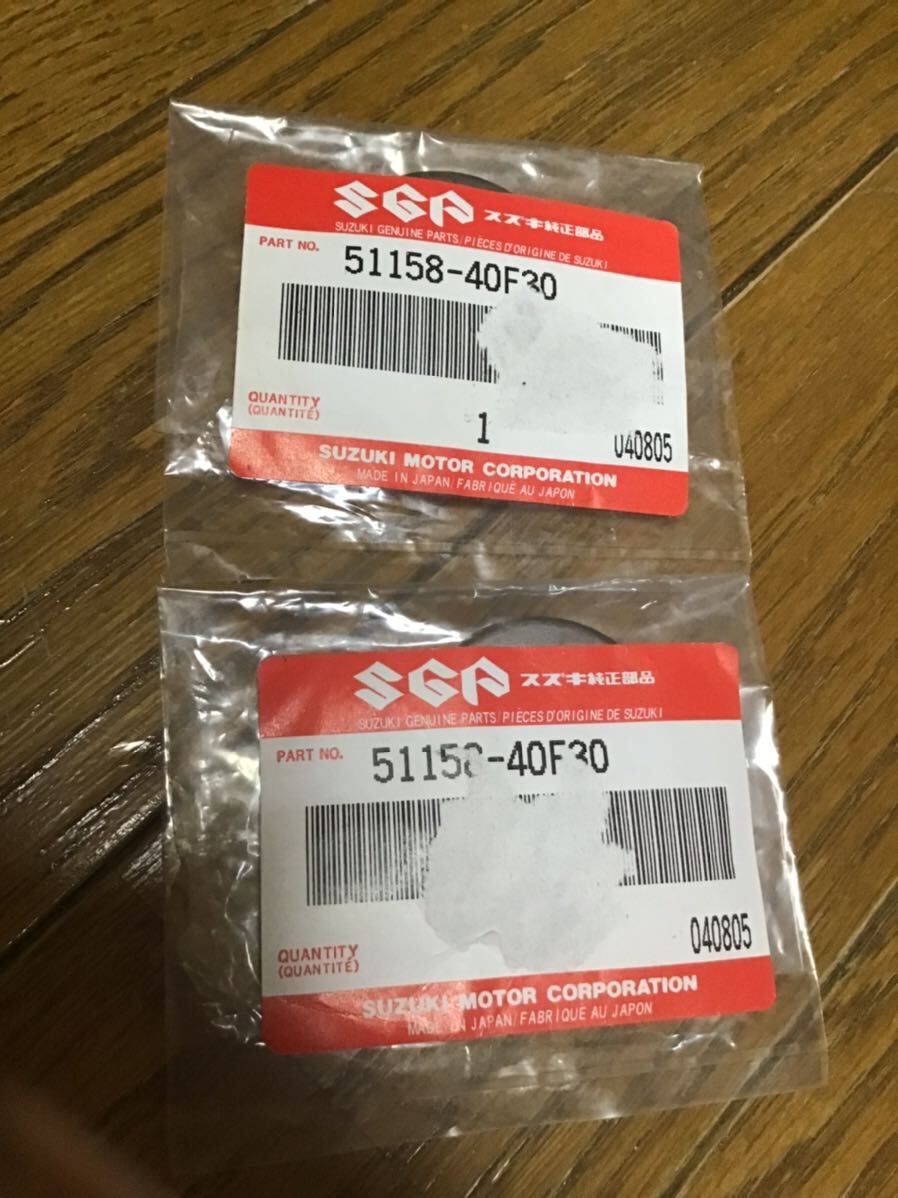 SGP スズキ純正部品
SUZUKI GENUINE PARTS/PIÈCES D'ORIGINE DE SUZUKI
PART NO. 51158-40F30
QUANTITY
(QUANTITÉ)
1 040805
SUZUKI MOTOR CORPORATION
MADE IN JAPAN/FABRIQUÉ AU JAPON
SGP スズキ純正部品
SUZUKI GENUINE PARTS/PIÈCES D'ORIGINE DE SUZUKI
PART NO. 51158-40F30
040805
QUANTITY
(QUANTITÉ)
SUZUKI MOTOR CORPORATION
MADE IN JAPAN/FABRIQUÉ AU JAPON